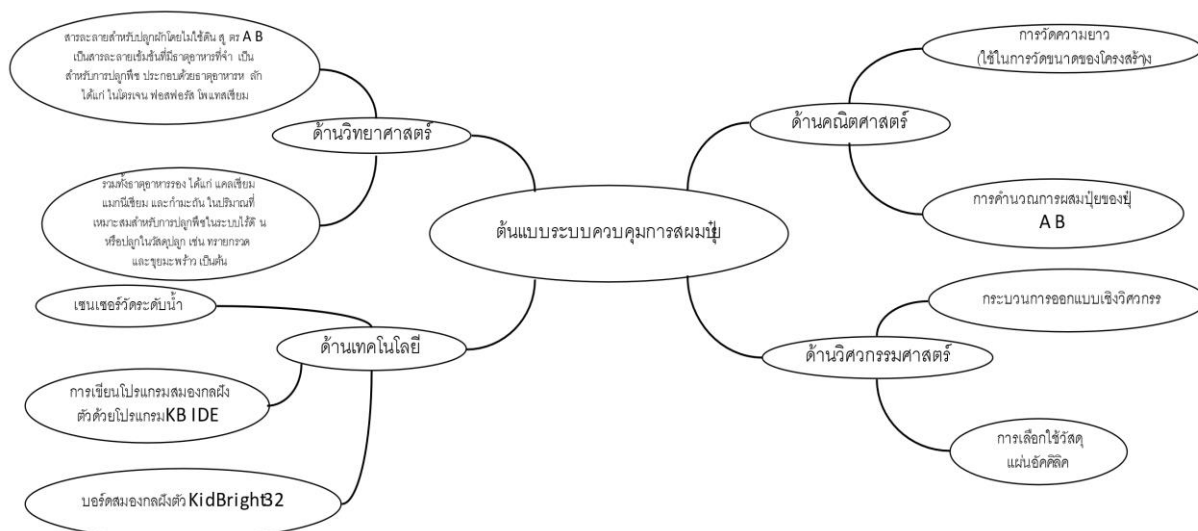 สารละลายสำหรับปลูกผักโดยไม่ใช้ดิน สู ตร A B
เป็นสารละลายเข้มข้นที่มีธาตุอาหารที่จำ เป็น
สำหรับการปลูกพืช ประกอบด้วยธาตุอาหารห ลัก
ได้แก่ ไนโตรเจน ฟอสฟอรัส โพแทสเซียม
ด้านวิทยาศาสตร์
รวมทั้งธาตุอาหารรอง ได้แก่ แคลเซียม
แมกนีเซียม และกำมะถัน ในปริมาณที่
เหมาะสมสำหรับการปลูกพืชในระบบไร้ดิ น
หรือปลูกในวัสดุปลูก เช่น ทรายกรวด
และขุยมะพร้าว เป็นต้น
เซนเซอร์วัดระดับน้ำ
ด้านเทคโนโลยี
การเขียนโปรแกรมสมองกลฝัง
ตัวด้วยโปรแกรมKB IDE
บอร์ดสมองกลฝังตัว KidBright32
ต้นแบบระบบควบคุมการสผมปุ๋ย
การวัดความยาว
(ใช้ในการวัดขนาดของโครงสร้าง
ด้านคณิตศาสตร์
การคำนวณการผสมปุ๋ยของปุ๋
A B
กระบวนการออกแบบเชิงวิศวกรร
ด้านวิศวกรรมศาสตร์
การเลือกใช้วัสดุ
แผ่นอัคคิลิค